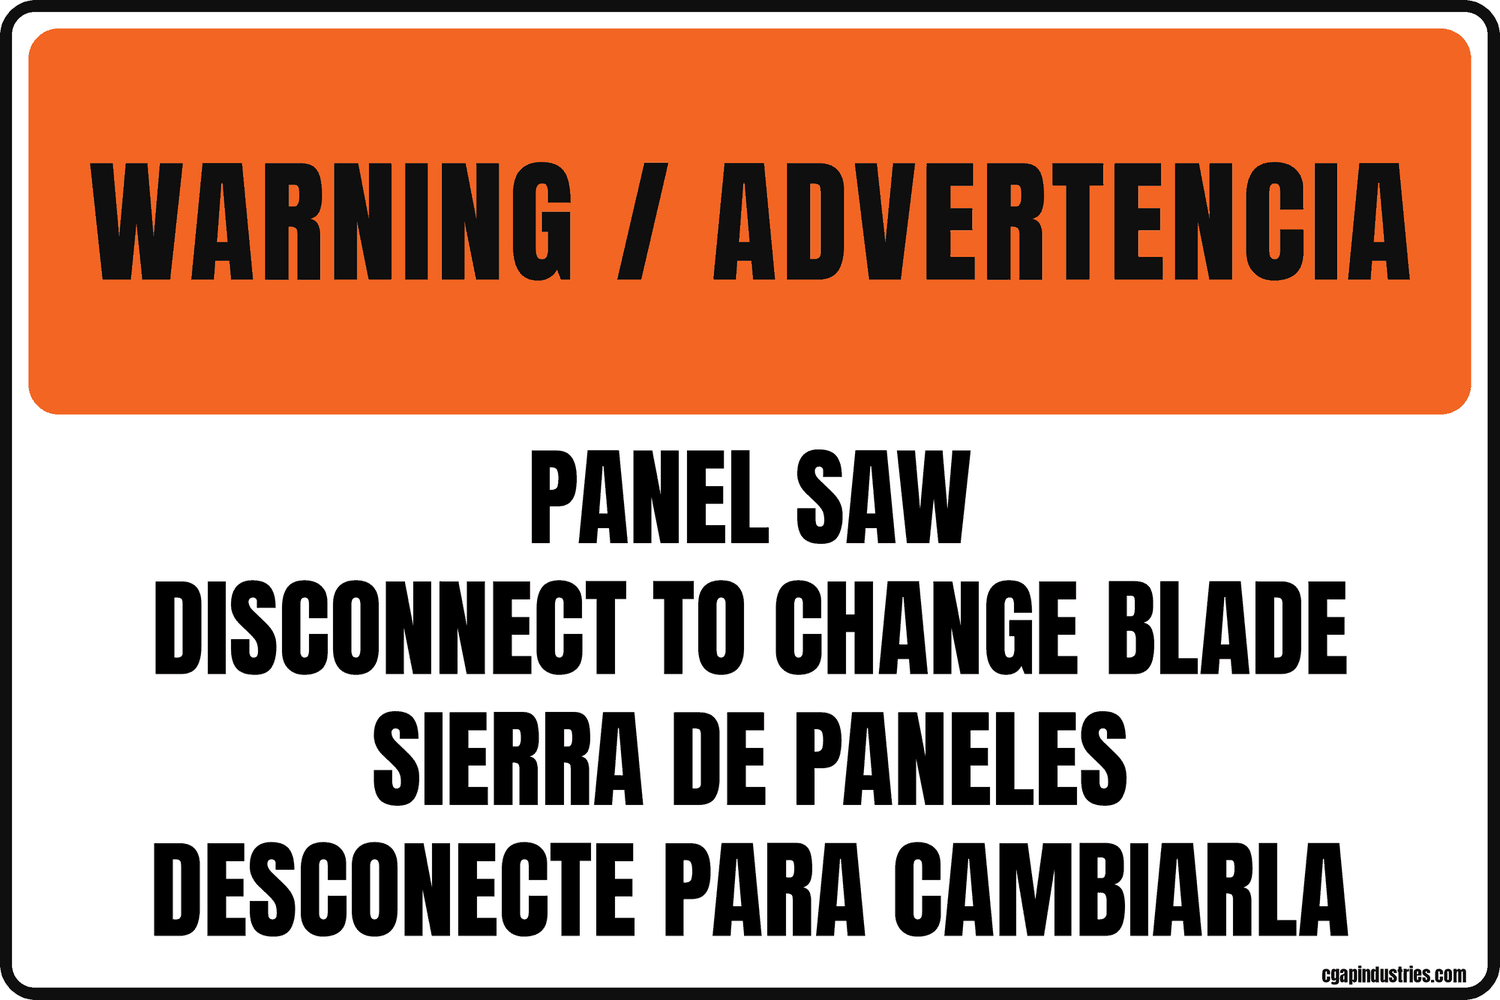 WARNING / ADVERTENCIA
PANEL SAW
DISCONNECT TO CHANGE BLADE
SIERRA DE PANELES
DESCONECTE PARA CAMBIARLA
cgapindustries.com